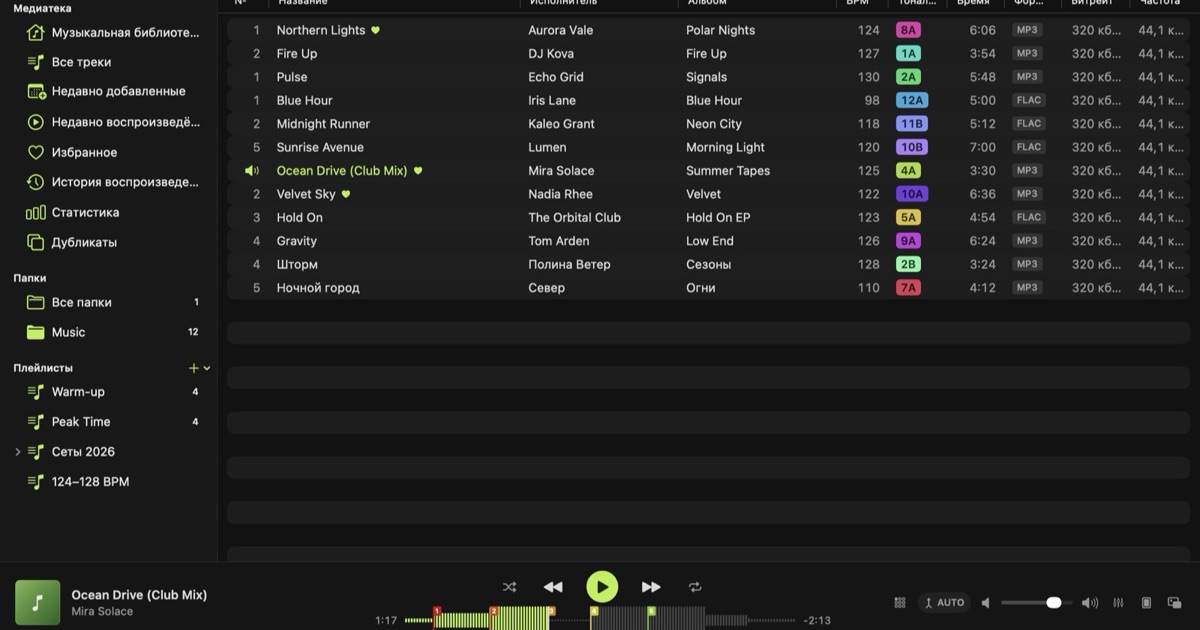 Медиатека
№ Название Исполнитель Альбом BPM Тонал... Время Фор... Битрейт Частота
Музыкальная библиоте...
Все треки
Недавно добавленные
Недавно воспроизведё...
Избранное
История воспроизведе...
Статистика
Дубликаты
Папки
Все папки 1
Music 12
Плейлисты
Warm-up 4
Peak Time 4
Сеты 2026
124–128 BPM
1 Northern Lights Aurora Vale Polar Nights 124 8A 6:06 MP3 320 кб... 44,1 к...
2 Fire Up DJ Kova Fire Up 127 1A 3:54 MP3 320 кб... 44,1 к...
1 Pulse Echo Grid Signals 130 2A 5:48 MP3 320 кб... 44,1 к...
1 Blue Hour Iris Lane Blue Hour 98 12A 5:00 FLAC 320 кб... 44,1 к...
2 Midnight Runner Kaleo Grant Neon City 118 11B 5:12 FLAC 320 кб... 44,1 к...
5 Sunrise Avenue Lumen Morning Light 120 10B 7:00 FLAC 320 кб... 44,1 к...
Ocean Drive (Club Mix) Mira Solace Summer Tapes 125 4A 3:30 MP3 320 кб... 44,1 к...
2 Velvet Sky Nadia Rhee Velvet 122 10A 6:36 MP3 320 кб... 44,1 к...
3 Hold On The Orbital Club Hold On EP 123 5A 4:54 FLAC 320 кб... 44,1 к...
4 Gravity Tom Arden Low End 126 9A 6:24 MP3 320 кб... 44,1 к...
4 Шторм Полина Ветер Сезоны 128 2B 3:24 MP3 320 кб... 44,1 к...
5 Ночной город Север Огни 110 7A 4:12 MP3 320 кб... 44,1 к...
Ocean Drive (Club Mix)
Mira Solace
1:17 1 2 3 4 5 -2:13
AUTO